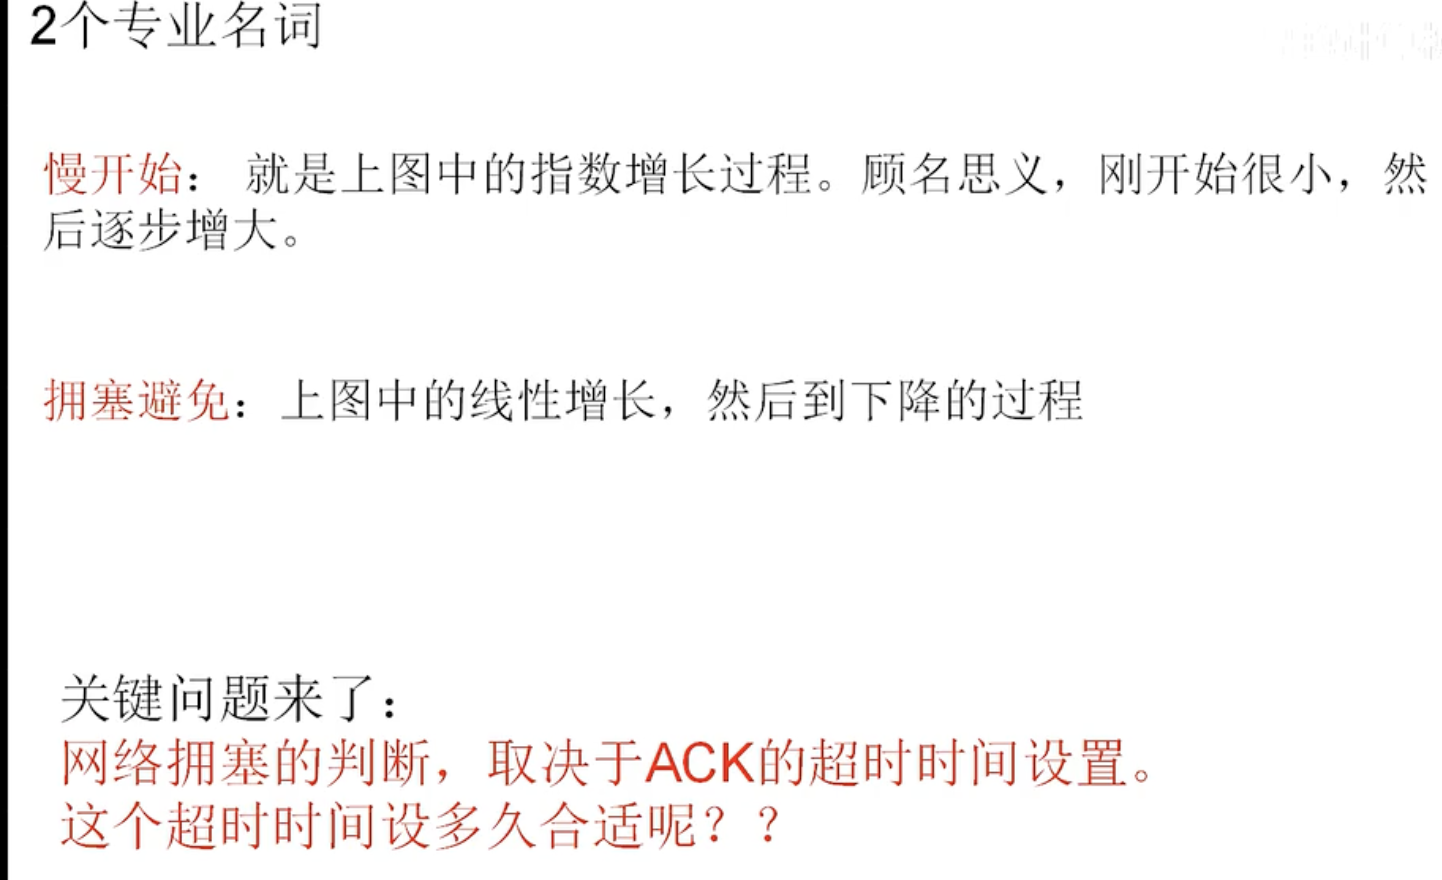 2个专业名词
慢开始： 就是上图中的指数增长过程。顾名思义，刚开始很小，然
后逐步增大。
拥塞避免：上图中的线性增长，然后到下降的过程
关键问题来了：
网络拥塞的判断，取决于ACK的超时时间设置。
这个超时时间设多久合适呢？？